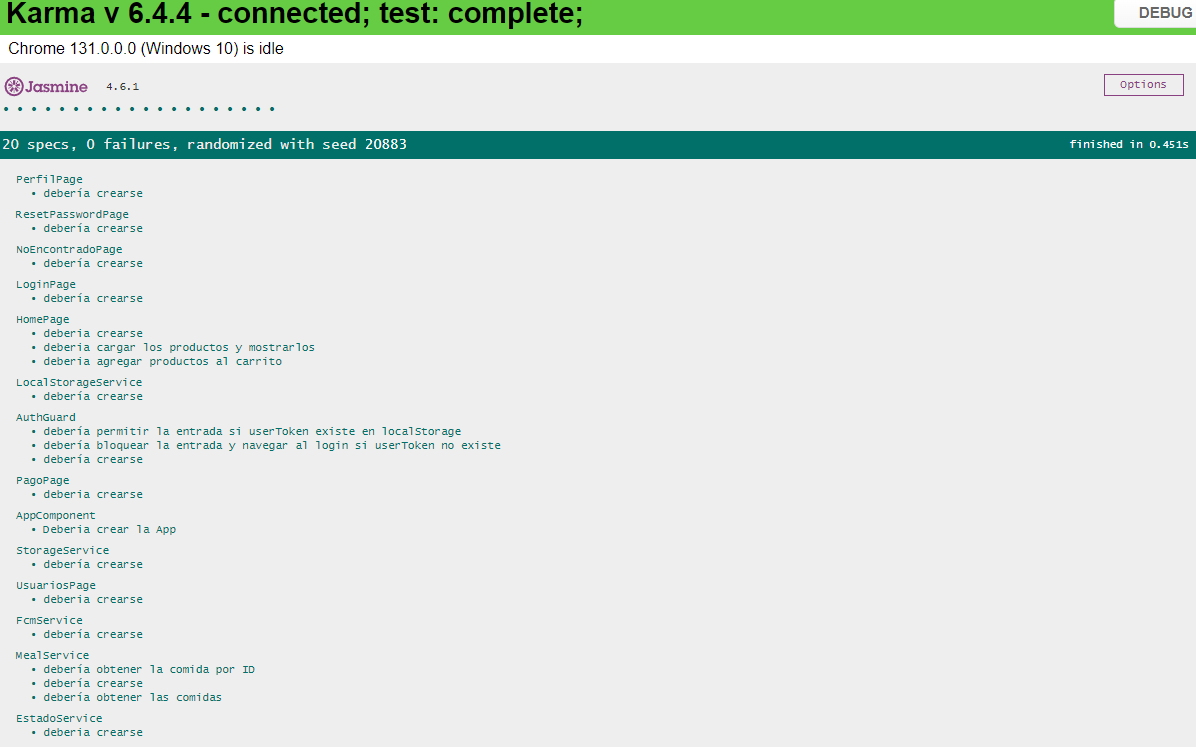 Karma v 6.4.4 - connected; test: complete;
DEBUG
Chrome 131.0.0.0 (Windows 10) is idle
Jasmine 4.6.1
Options
• • • • • • • • • • • • • • • • • • • •
20 specs, 0 failures, randomized with seed 20883
finished in 0.451s
PerfilPage
• debería crearse
ResetPasswordPage
• debería crearse
NoEncontradoPage
• debería crearse
LoginPage
• debería crearse
HomePage
• debería crearse
• debería cargar los productos y mostrarlos
• debería agregar productos al carrito
LocalStorageService
• debería crearse
AuthGuard
• debería permitir la entrada si userToken existe en localStorage
• debería bloquear la entrada y navegar al login si userToken no existe
• debería crearse
PagoPage
• debería crearse
AppComponent
• Debería crear la App
StorageService
• debería crearse
UsuariosPage
• debería crearse
FcmService
• debería crearse
MealService
• debería obtener la comida por ID
• debería crearse
• debería obtener las comidas
EstadoService
• debería crearse